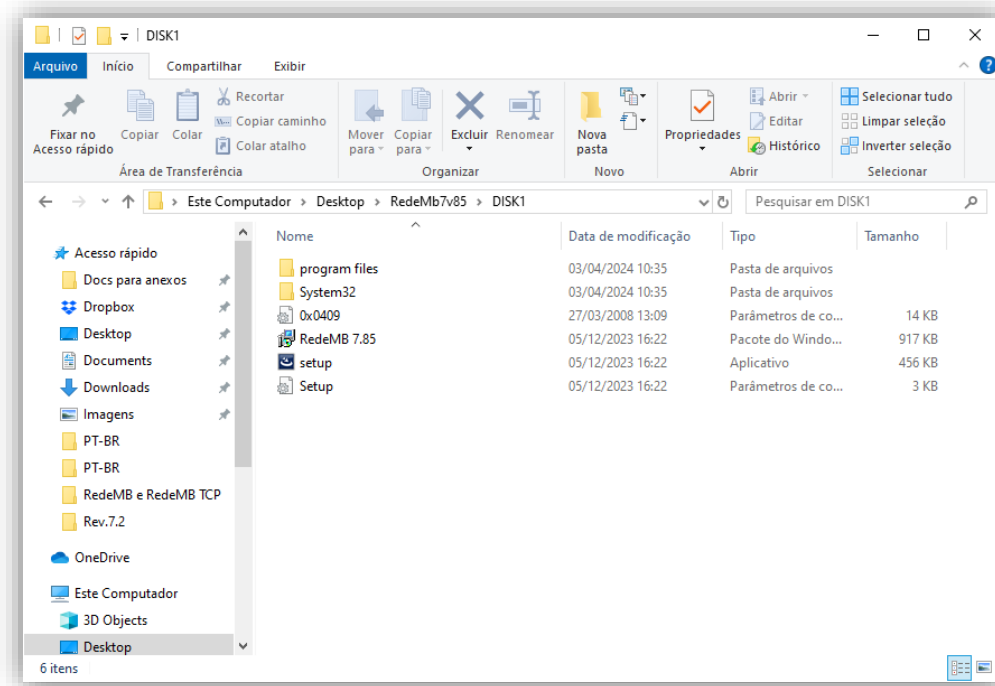 DISK1
Arquivo Início Compartilhar Exibir
Fixar no Acesso rápido
Copiar
Colar
Recortar
Copiar caminho
Colar atalho
Área de Transferência
Mover para
Copiar para
Excluir
Renomear
Organizar
Nova pasta
Novo
Propriedades
Abrir
Editar
Histórico
Abrir
Selecionar tudo
Limpar seleção
Inverter seleção
Selecionar
Este Computador > Desktop > RedeMb7v85 > DISK1
Pesquisar em DISK1
Acesso rápido
Docs para anexos
Dropbox
Desktop
Documents
Downloads
Imagens
PT-BR
PT-BR
RedeMB e RedeMB TCP
Rev.7.2
OneDrive
Este Computador
3D Objects
Desktop
Nome Data de modificação Tipo Tamanho
program files 03/04/2024 10:35 Pasta de arquivos
System32 03/04/2024 10:35 Pasta de arquivos
0x0409 27/03/2008 13:09 Parâmetros de co... 14 KB
RedeMB 7.85 05/12/2023 16:22 Pacote do Windo... 917 KB
setup 05/12/2023 16:22 Aplicativo 456 KB
Setup 05/12/2023 16:22 Parâmetros de co... 3 KB
6 itens